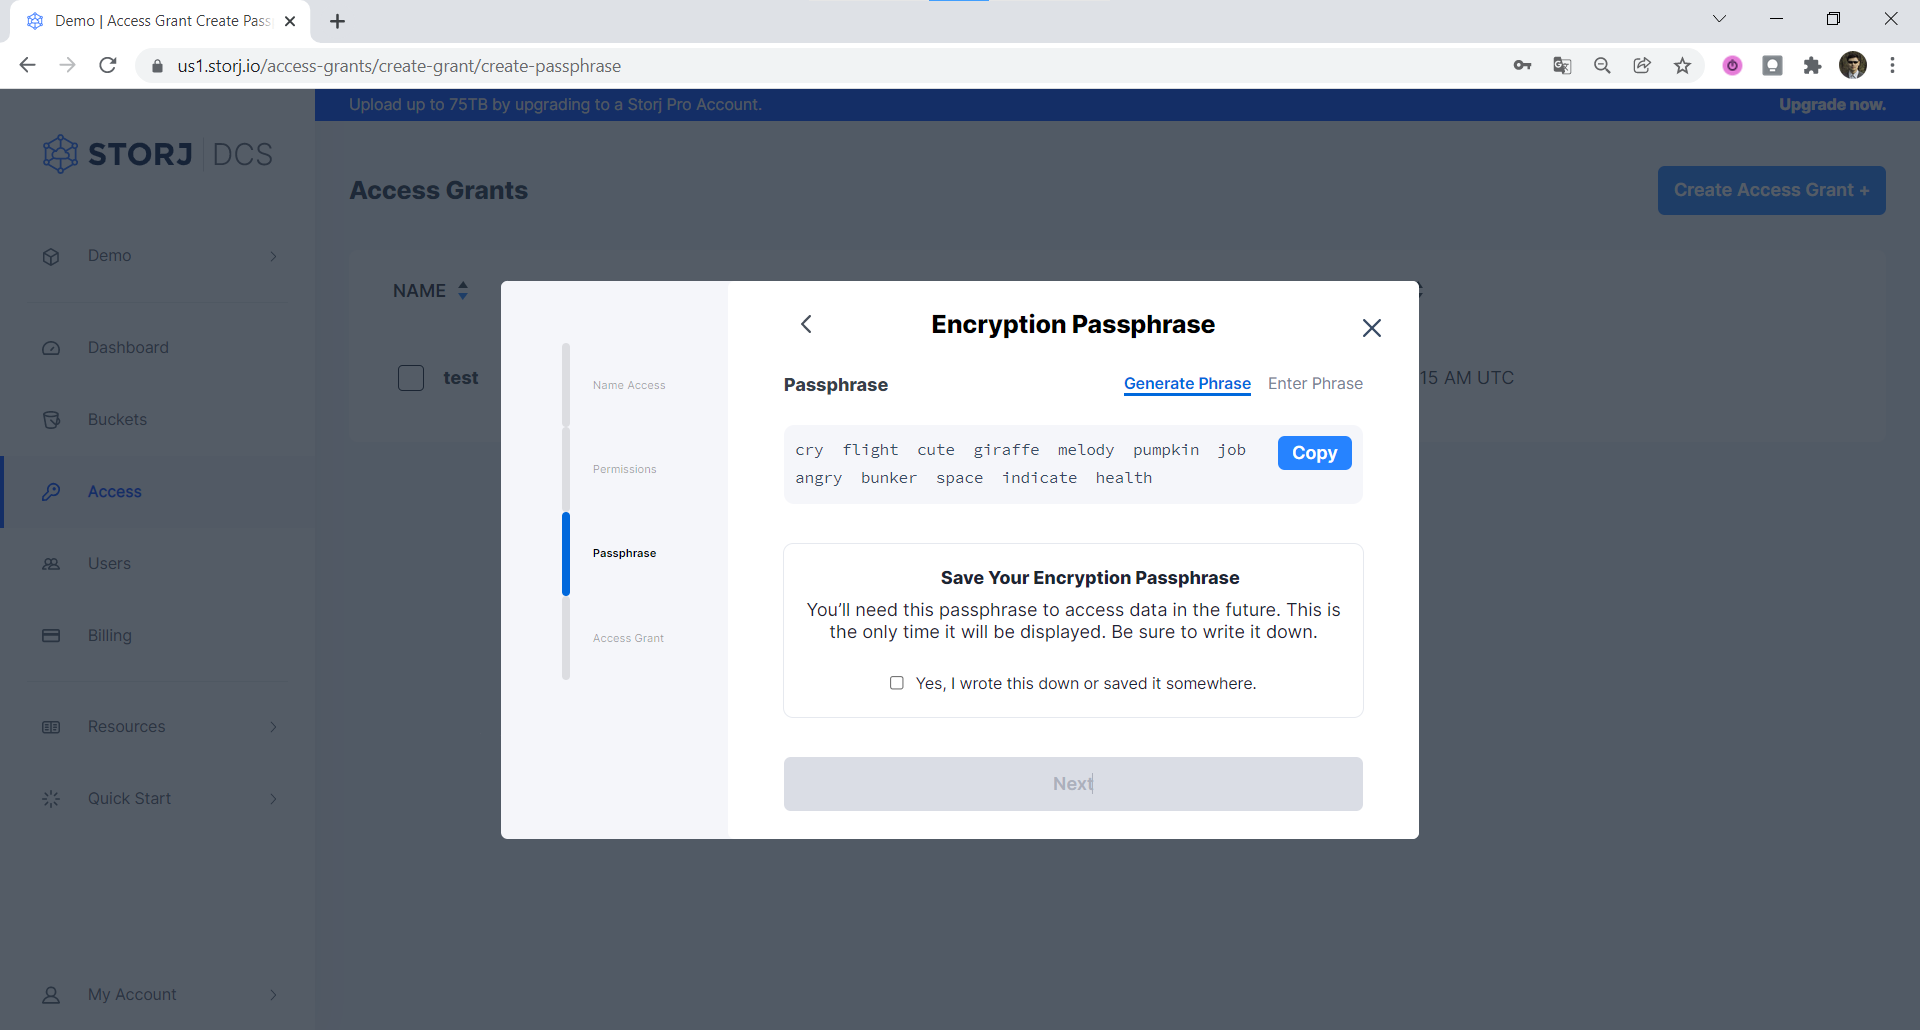 Demo | Access Grant Create Pass
us1.storj.io/access-grants/create-grant/create-passphrase
Upload up to 75TB by upgrading to a Storj Pro Account.
Upgrade now.
STORJ DCS
Demo
Dashboard
Buckets
Access
Users
Billing
Resources
Quick Start
My Account
Access Grants
Create Access Grant +
NAME
test
15 AM UTC
Name Access
Permissions
Passphrase
Access Grant
Encryption Passphrase
Passphrase
Generate Phrase
Enter Phrase
cry flight cute giraffe melody pumpkin job
angry bunker space indicate health
Copy
Save Your Encryption Passphrase
You’ll need this passphrase to access data in the future. This is
the only time it will be displayed. Be sure to write it down.
Yes, I wrote this down or saved it somewhere.
Next